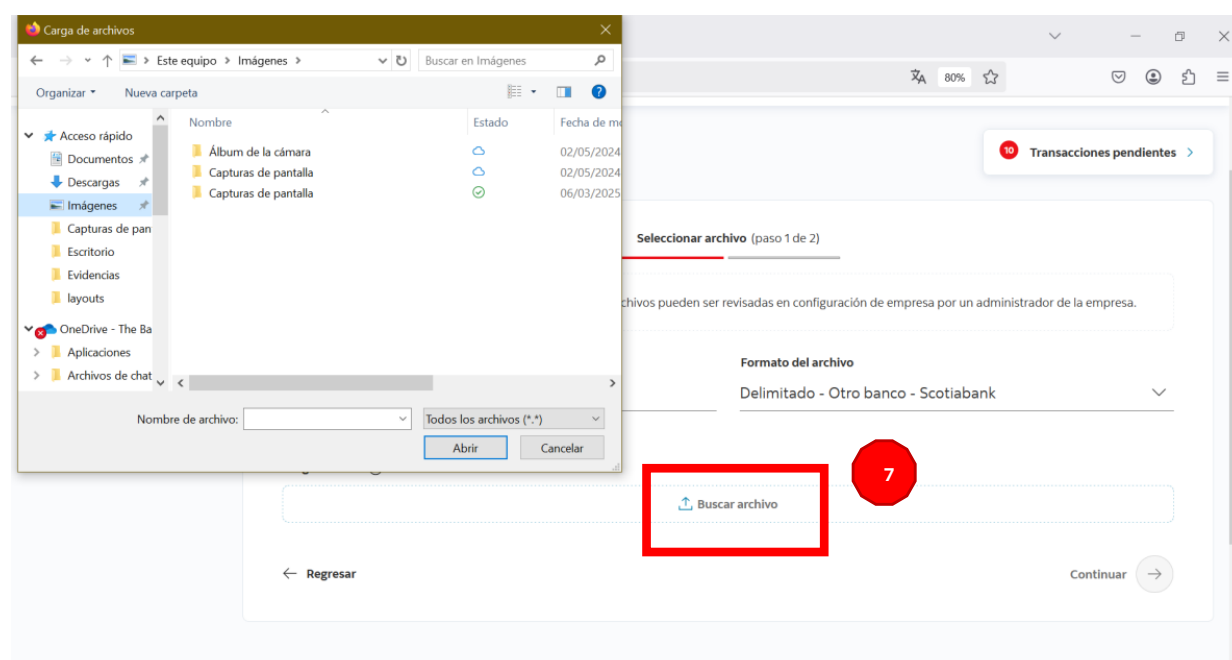 Carga de archivos
Este equipo > Imágenes >
Buscar en Imágenes
Organizar
Nueva carpeta
80%
Nombre
Estado
Fecha de
Acceso rápido
Documentos
Descargas
Imágenes
Capturas de pan
Escritorio
Evidencias
layouts
OneDrive - The Ba
Aplicaciones
Archivos de chat
Álbum de la cámara
02/05/2024
Capturas de pantalla
02/05/2024
Capturas de pantalla
06/03/2025
Nombre de archivo:
Todos los archivos (*.*)
Abrir
Cancelar
10
Transacciones pendientes >
Seleccionar archivo (paso 1 de 2)
pueden ser revisadas en configuración de empresa por un administrador de la empresa.
Formato del archivo
Delimitado - Otro banco - Scotiabank
7
Buscar archivo
Regresar
Continuar